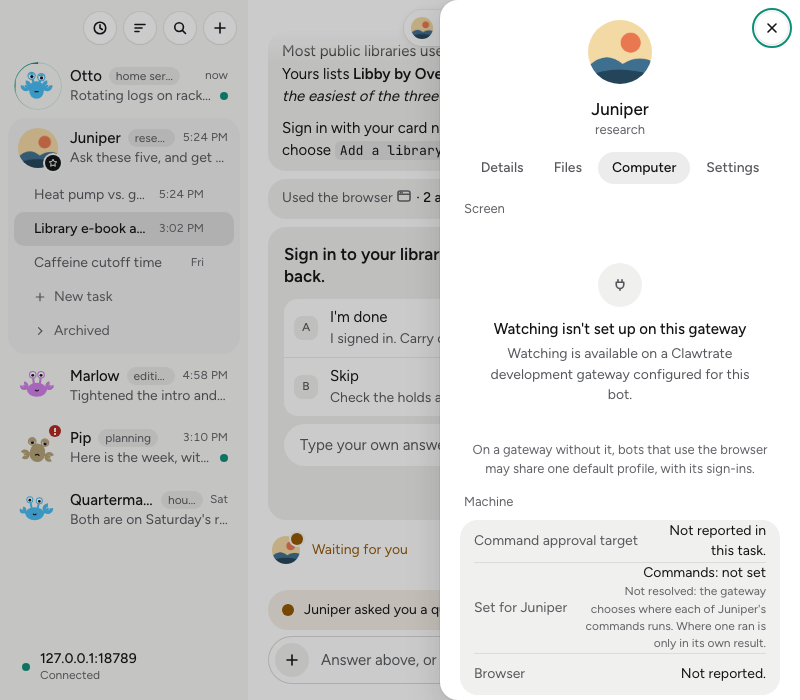 Otto
home ser...
now
Rotating logs on rack...
Juniper
rese...
5:24 PM
Ask these five, and get ...
Heat pump vs. g...
5:24 PM
Library e-book a...
3:02 PM
Caffeine cutoff time
Fri
New task
Archived
Marlow
editi...
4:58 PM
Tightened the intro and...
Pip
planning
3:10 PM
Here is the week, wit...
Quarterma...
hou...
Sat
Both are on Saturday's r...
127.0.0.1:18789
Connected
Most public libraries use
Yours lists Libby by Ove
the easiest of the three
Sign in with your card n
choose Add a library
Used the browser · 2 a
Sign in to your librar
back.
A
I'm done
I signed in. Carry o
B
Skip
Check the holds a
Type your own answe
Waiting for you
Juniper asked you a q
Answer above, or
Juniper
research
Details
Files
Computer
Settings
Screen
Watching isn't set up on this gateway
Watching is available on a Clawtrate
development gateway configured for this
bot.
On a gateway without it, bots that use the browser
may share one default profile, with its sign-ins.
Machine
Command approval target
Not reported in
this task.
Set for Juniper
Commands: not set
Not resolved: the gateway
chooses where each of Juniper's
commands runs. Where one ran is
only in its own result.
Browser
Not reported.